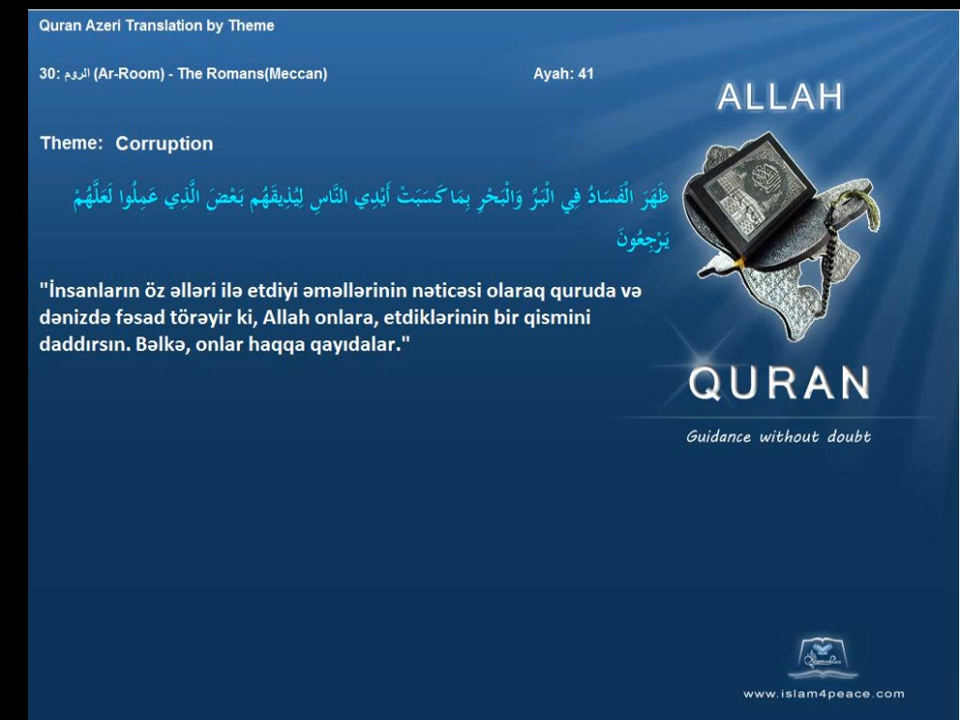 Quran Azeri Translation by Theme
30: الروم (Ar-Room) - The Romans(Meccan) Ayah: 41
ALLAH
Theme: Corruption
ظَهَرَ الْفَسَادُ فِي الْبَرِّ وَالْبَحْرِ بِمَا كَسَبَتْ أَيْدِي النَّاسِ لِيُذِيقَهُم بَعْضَ الَّذِي عَمِلُوا لَعَلَّهُمْ
يَرْجِعُونَ
"İnsanların öz əlləri ilə etdiyi əməllərinin nəticəsi olaraq quruda və
dənizdə fəsad törəyir ki, Allah onlara, etdiklərinin bir qismini
daddırsın. Bəlkə, onlar haqqa qayıdalar."
QURAN
Guidance without doubt
www.islam4peace.com